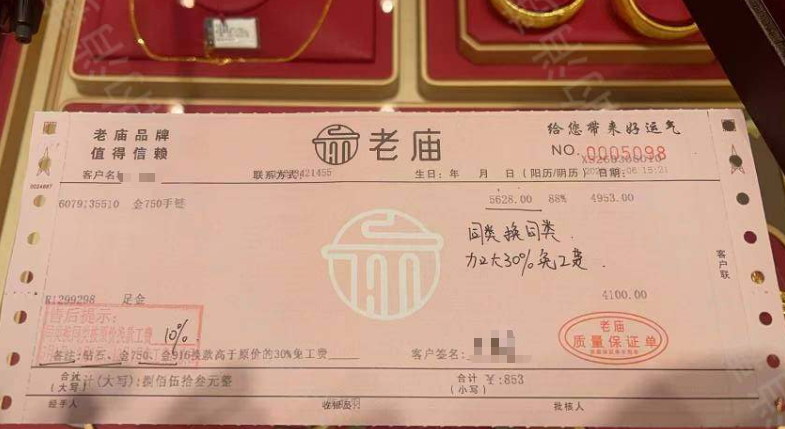 老庙品牌
值得信赖
老庙
给您带来好运气
NO. 0005098
客户名
联系方式:
生日: 年 月 日 (阳历/阴历) 日期:
15:21
6079135510 金750手链 5628.00 88% 4953.00
同类换同类.
加大30%免工费.
R1299298 足金 4100.00
售后提示:
10%
备注: 钻石、金750、金916换款高于原价的30%免工费
客户签名:
老庙
质量保证单
客户联
合计(大写):捌佰伍拾叁元整
合计 ¥:853
(大写)
(小写)
经手人
收银员
批核人